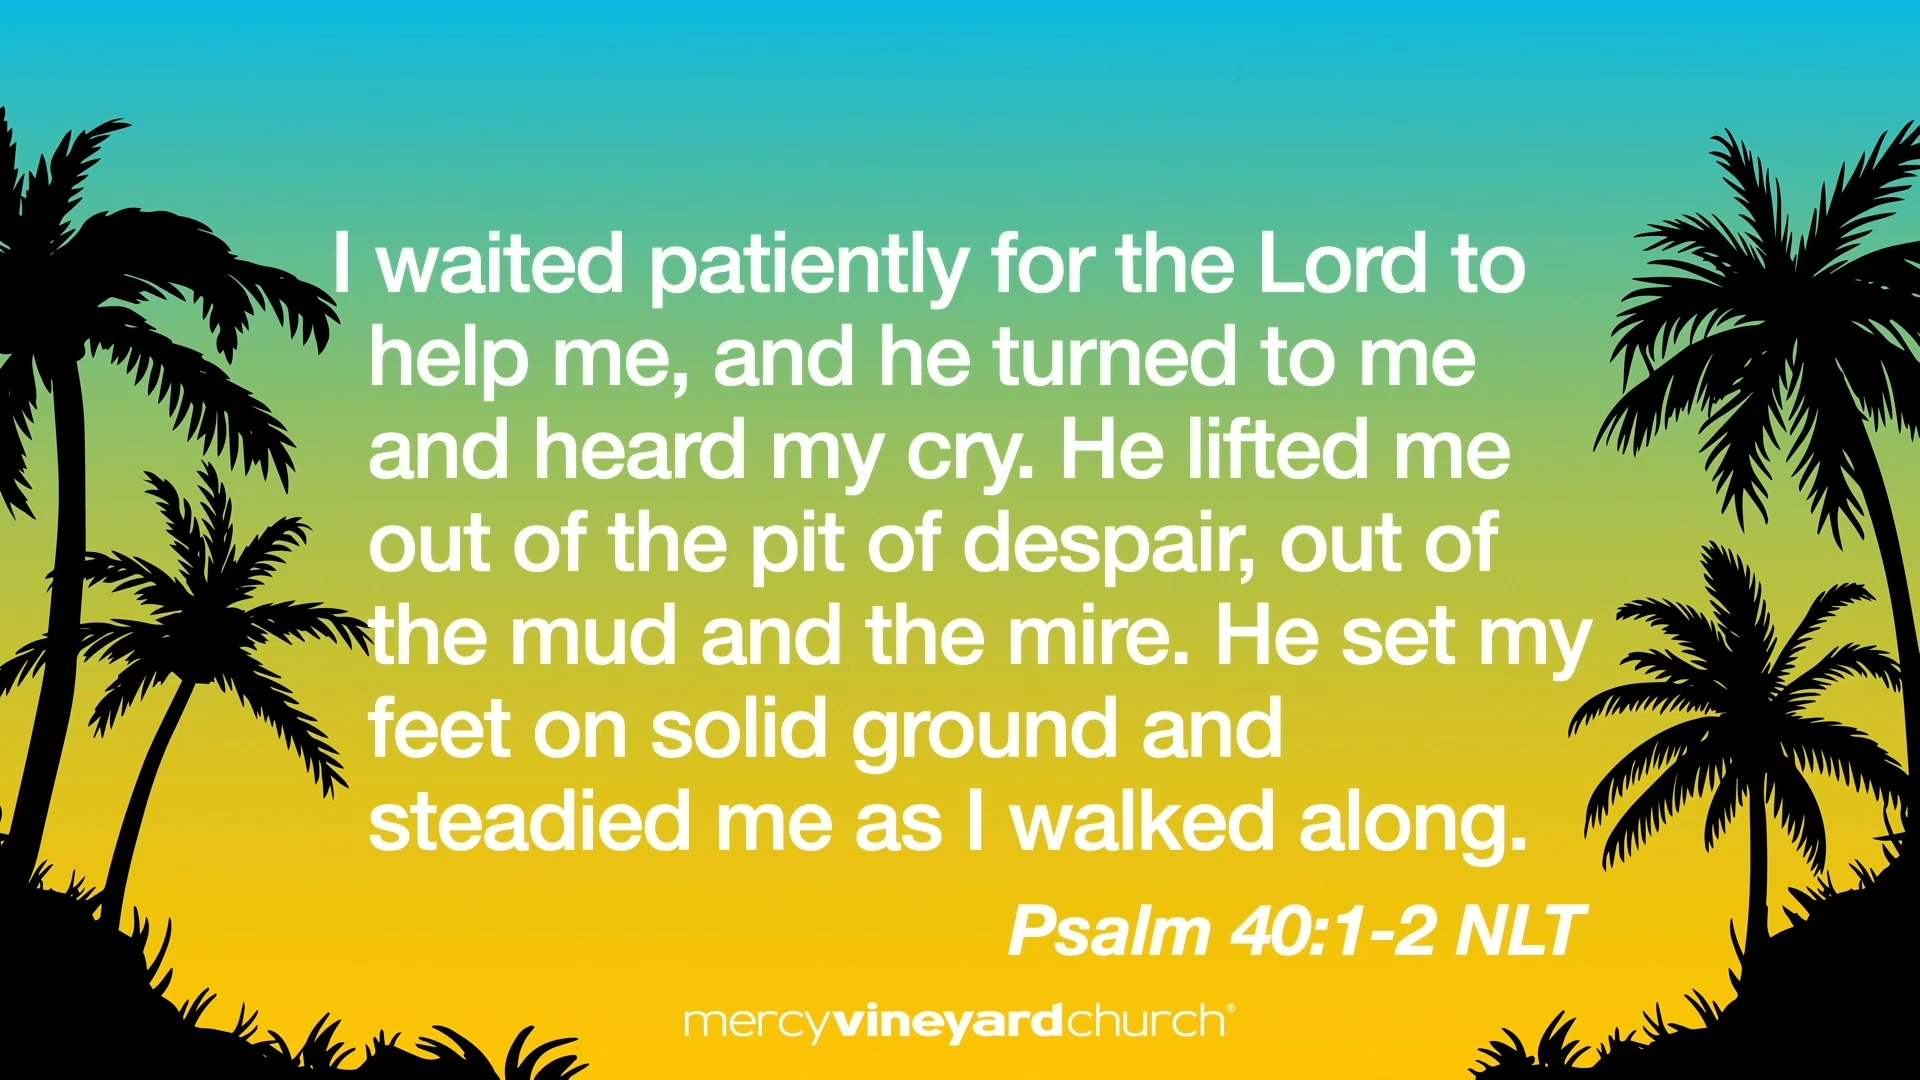 I waited patiently for the Lord to
help me, and he turned to me
and heard my cry. He lifted me
out of the pit of despair, out of
the mud and the mire. He set my
feet on solid ground and
steadied me as I walked along.
Psalm 40:1-2 NLT
mercyvineyardchurch®